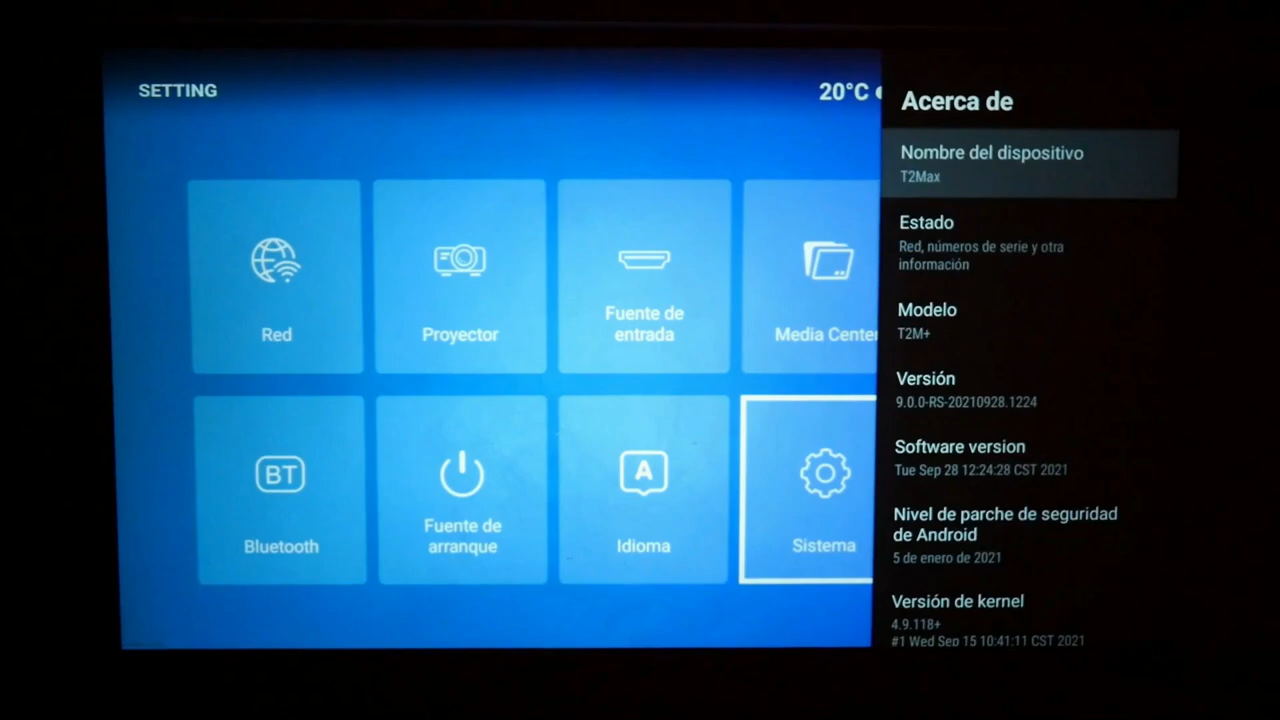 SETTING
20°C
Red
Proyector
Fuente de
entrada
Media Center
BT
Bluetooth
Fuente de
arranque
A
Idioma
Sistema
Acerca de
Nombre del dispositivo
T2Max
Estado
Red, números de serie y otra
información
Modelo
T2M+
Versión
9.0.0-RS-20210928.1224
Software version
Tue Sep 28 12:24:28 CST 2021
Nivel de parche de seguridad
de Android
5 de enero de 2021
Versión de kernel
4.9.118+
#1 Wed Sep 15 10:41:11 CST 2021